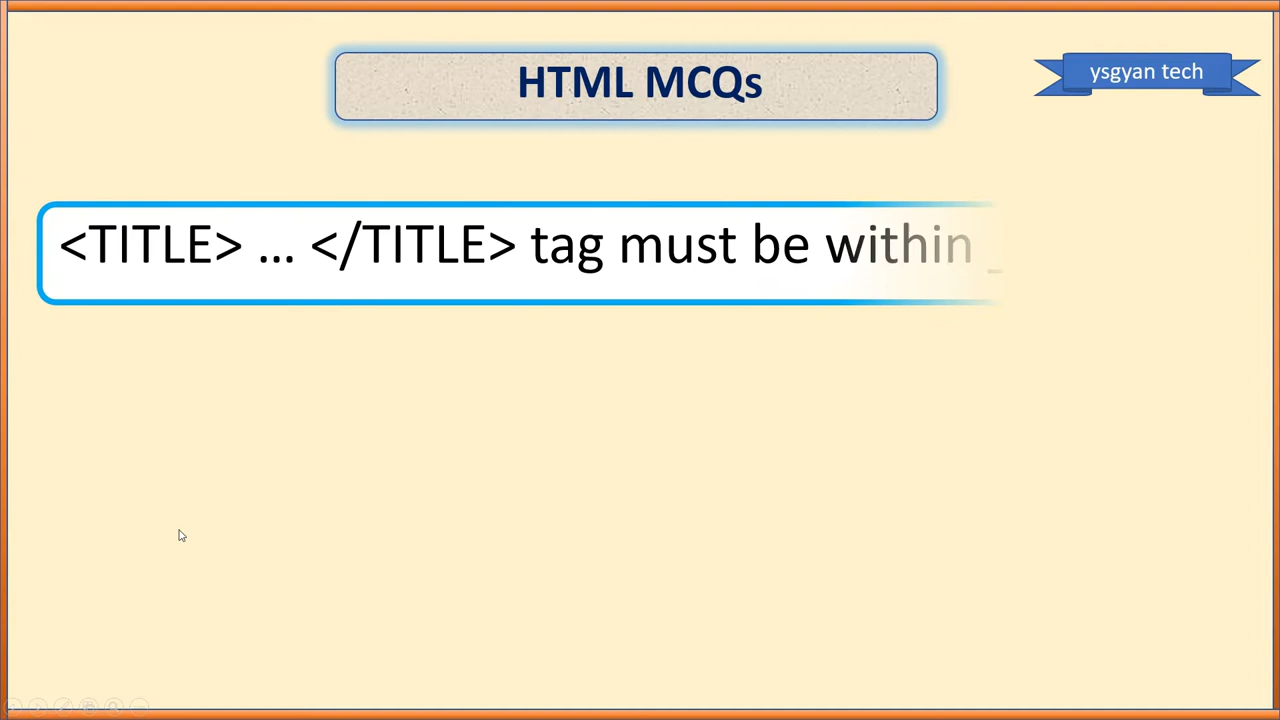 HTML MCQs
ysgyan tech
<TITLE> ... </TITLE> tag must be within _